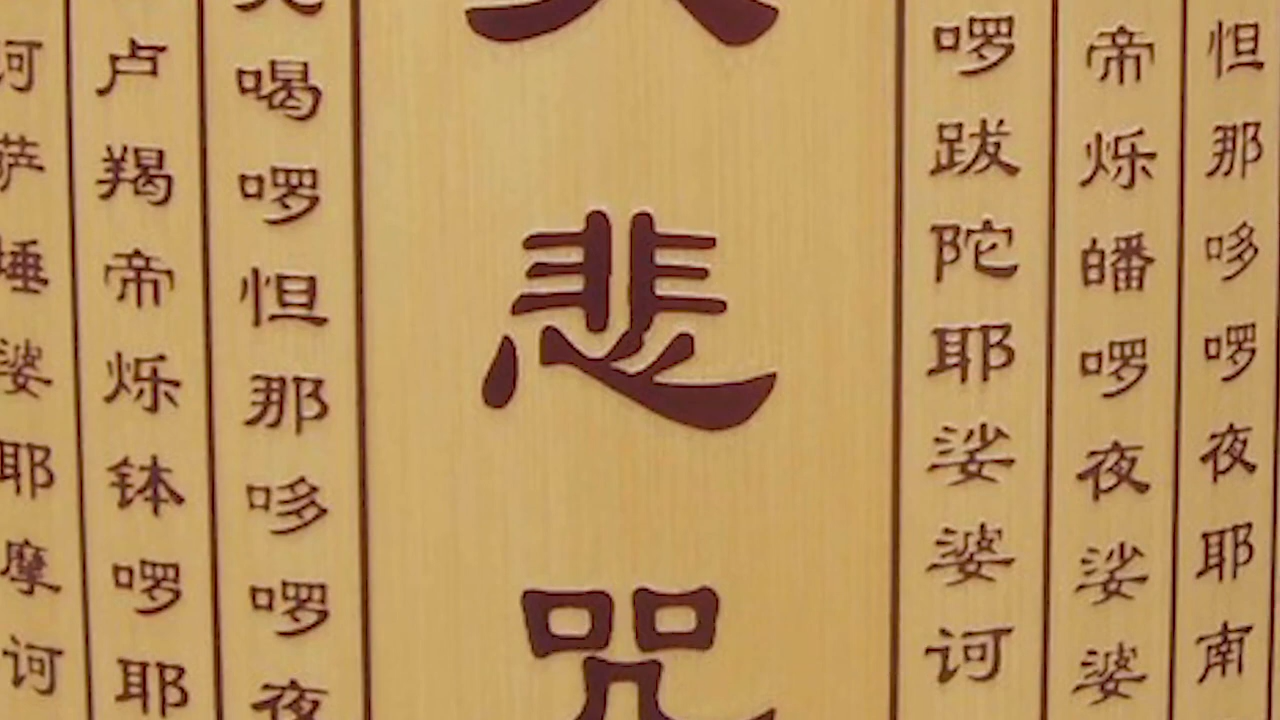 怛那哆啰夜耶南
帝烁皤啰夜娑婆
啰跋陀耶娑婆诃
悲咒
喝啰怛那哆啰夜
卢羯帝烁钵啰耶
诃萨埵婆耶摩诃